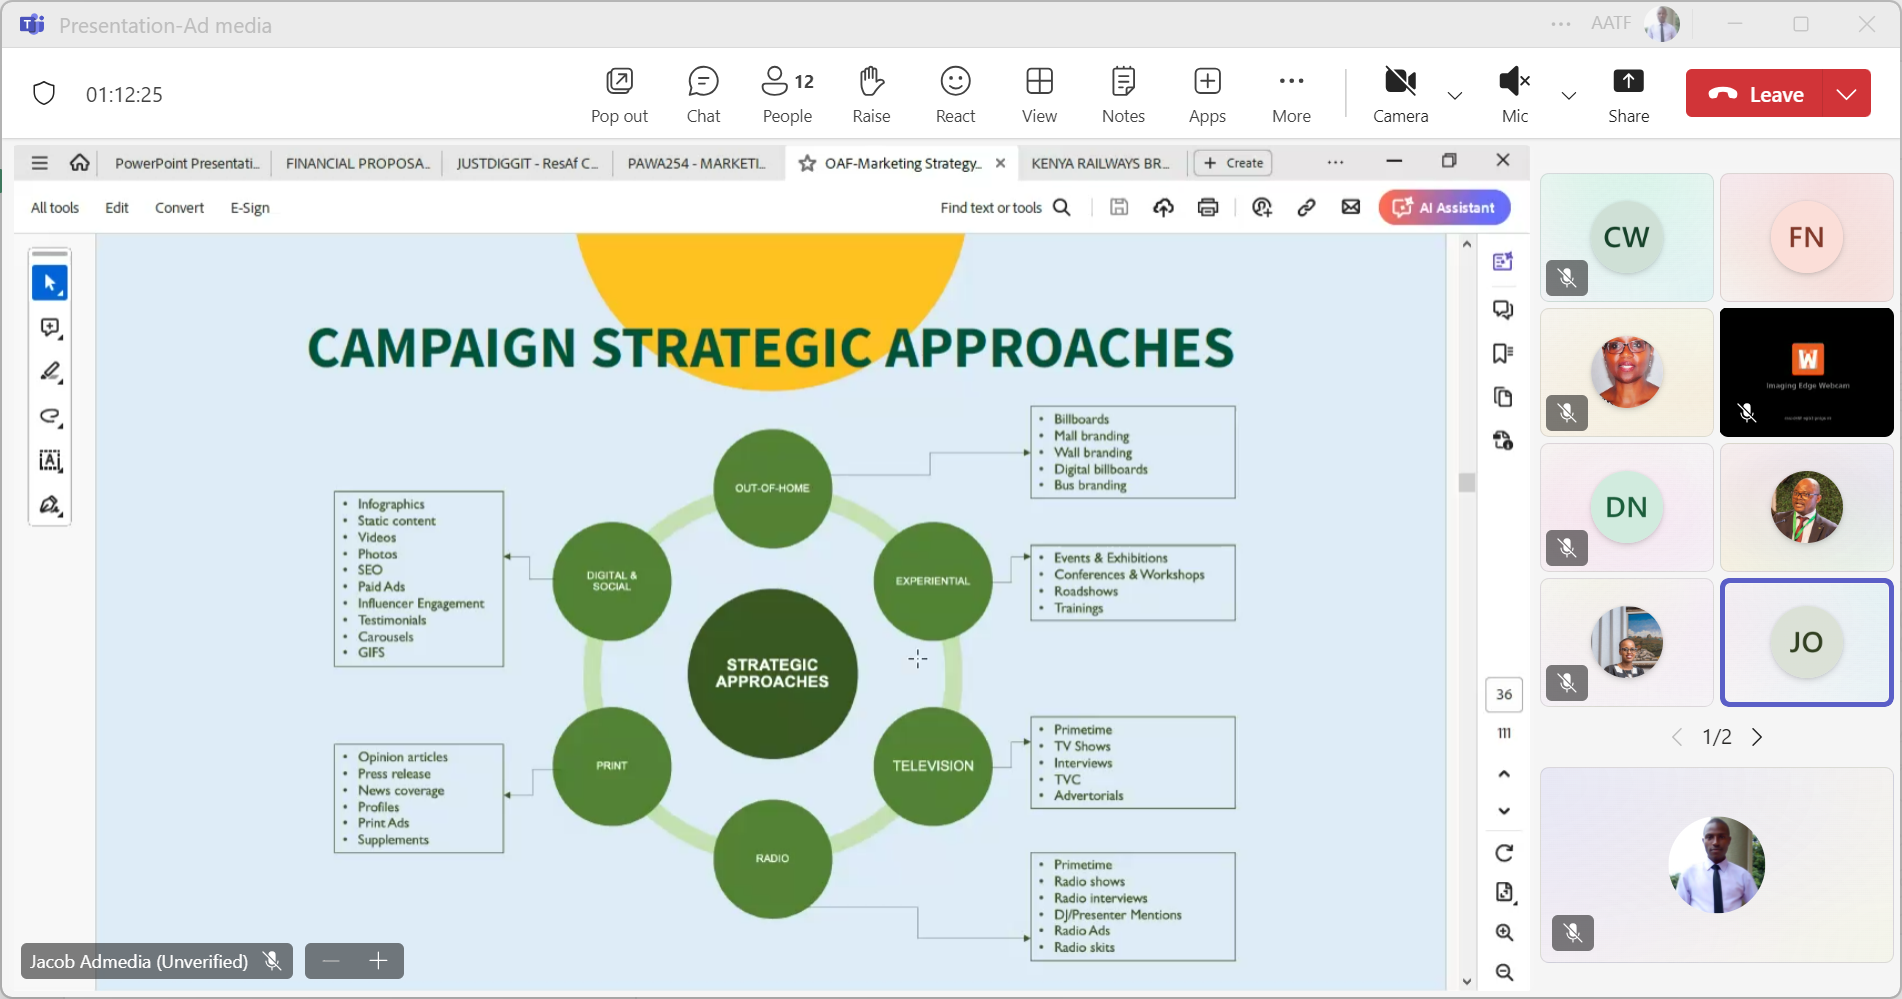 Presentation-Ad media
AATF
01:12:25
Pop out
Chat
12
People
Raise
React
View
Notes
Apps
More
Camera
Mic
Share
Leave
PowerPoint Presentati...
FINANCIAL PROPOSA...
JUSTDIGGIT - ResAf C...
PAWA254 - MARKETI...
OAF-Marketing Strategy...
KENYA RAILWAYS BR...
+ Create
All tools
Edit
Convert
E-Sign
Find text or tools
AI Assistant
CAMPAIGN STRATEGIC APPROACHES
OUT-OF-HOME
• Billboards
• Mall branding
• Wall branding
• Digital billboards
• Bus branding
• Infographics
• Static content
• Videos
• Photos
• SEO
• Paid Ads
• Influencer Engagement
• Testimonials
• Carousels
• GIFS
DIGITAL &
SOCIAL
EXPERIENTIAL
• Events & Exhibitions
• Conferences & Workshops
• Roadshows
• Trainings
STRATEGIC
APPROACHES
• Opinion articles
• Press release
• News coverage
• Profiles
• Print Ads
• Supplements
PRINT
TELEVISION
• Primetime
• TV Shows
• Interviews
• TVC
• Advertorials
RADIO
• Primetime
• Radio shows
• Radio interviews
• DJ/Presenter Mentions
• Radio Ads
• Radio skits
36
111
Jacob Admedia (Unverified)
CW
FN
W
Imaging Edge Webcam
DN
JO
1/2